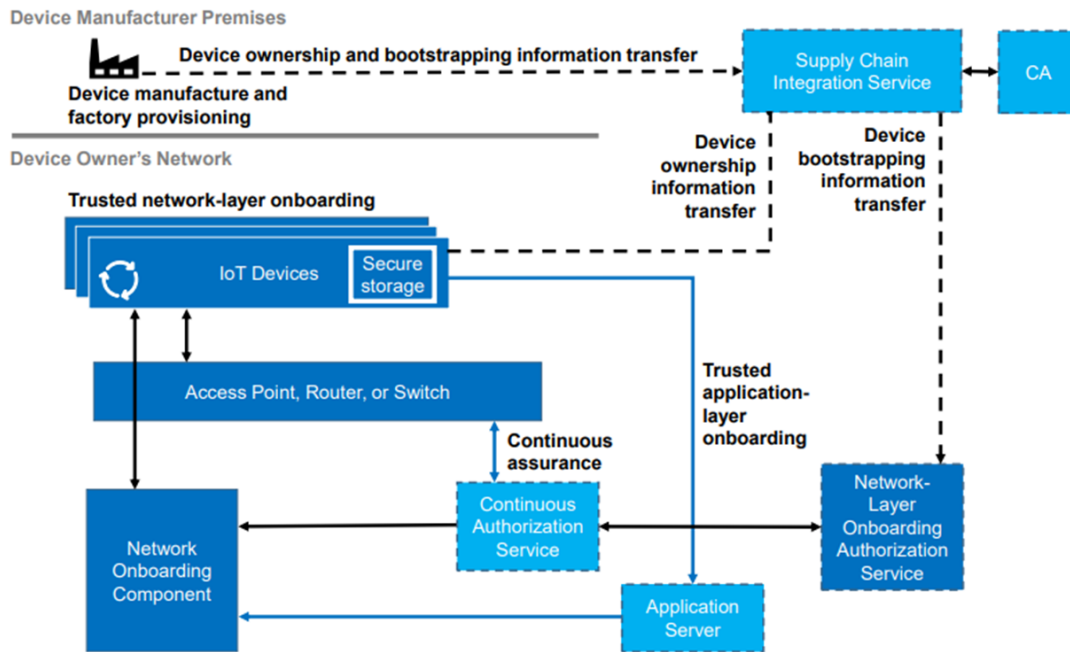 Device Manufacturer Premises
Device ownership and bootstrapping information transfer
Device manufacture and
factory provisioning
Supply Chain
Integration Service
CA
Device Owner's Network
Device
ownership
information
transfer
Device
bootstrapping
information
transfer
Trusted network-layer onboarding
IoT Devices
Secure
storage
Access Point, Router, or Switch
Trusted
application-
layer
onboarding
Continuous
assurance
Network
Onboarding
Component
Continuous
Authorization
Service
Network-
Layer
Onboarding
Authorization
Service
Application
Server